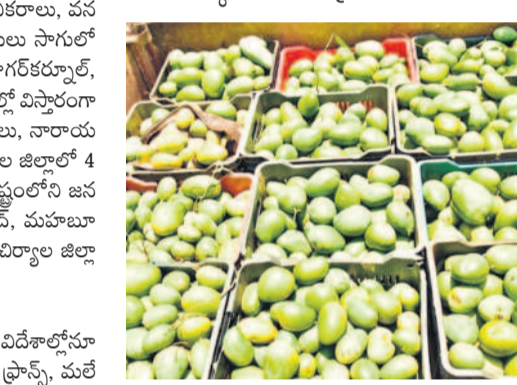 కరాలు, వన
లు సాగులో
గర్‌కర్నూల్,
ల్లో విస్తారంగా
లు, నారాయ
ల జిల్లాలో 4
ష్ట్రంలోని జన
ద్, మహబూ
చిర్యాల జిల్లా
విదేశాల్లోనూ
ఫ్రాన్స్, మలే